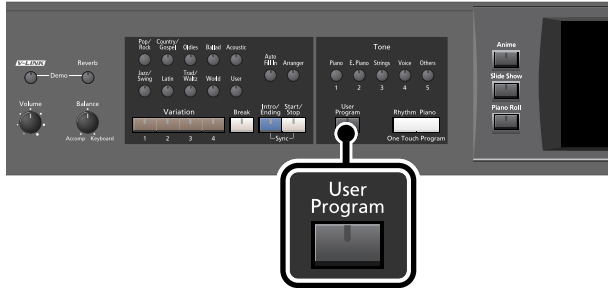 V-LINK
Reverb
Demo
Volume
Balance
Accomp Keyboard
Pop/
Rock
Country/
Gospel
Oldies
Ballad
Acoustic
Jazz/
Swing
Latin
Trad/
Waltz
World
User
Auto
Fill In
Arranger
Variation
1 2 3 4
Break
Intro/
Ending
Start/
Stop
Sync
Tone
Piano
E. Piano
Strings
Voice
Others
1 2 3 4 5
User
Program
Rhythm
Piano
One Touch Program
Anime
Slide Show
Piano Roll
User
Program